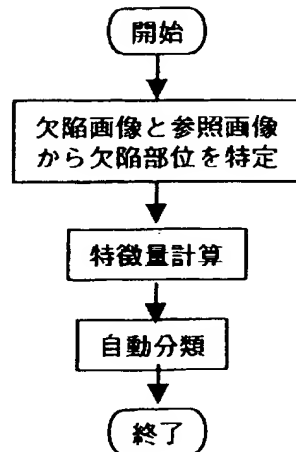 開始
欠陥画像と参照画像
から欠陥部位を特定
特徴量計算
自動分類
終了